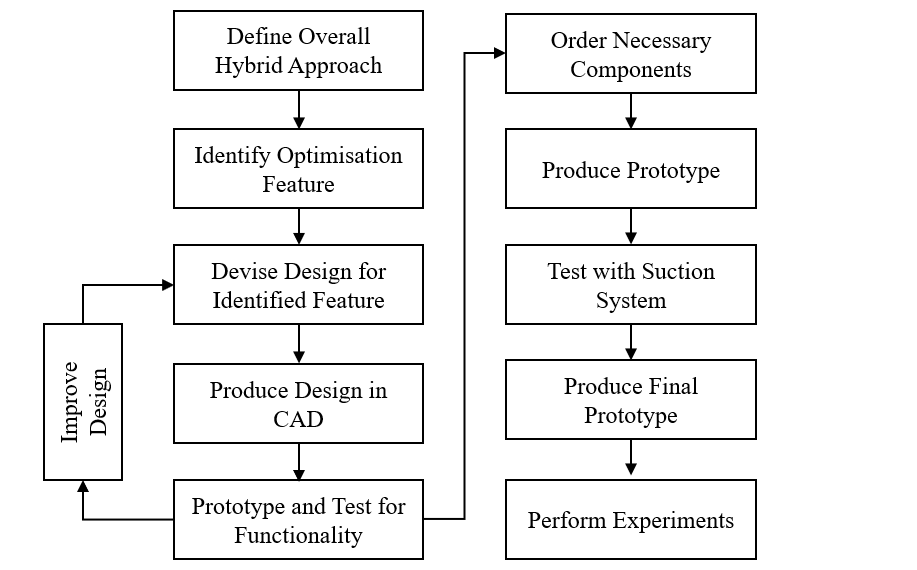 Define Overall
Hybrid Approach
Identify Optimisation
Feature
Devise Design for
Identified Feature
Produce Design in
CAD
Prototype and Test for
Functionality
Improve
Design
Order Necessary
Components
Produce Prototype
Test with Suction
System
Produce Final
Prototype
Perform Experiments